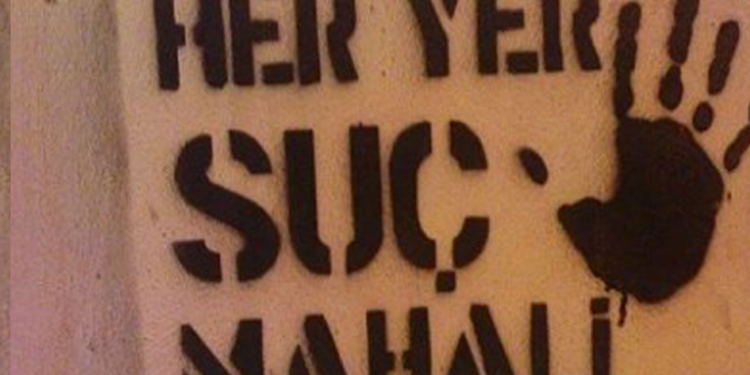 HER YER
SUÇ
MAHALİ